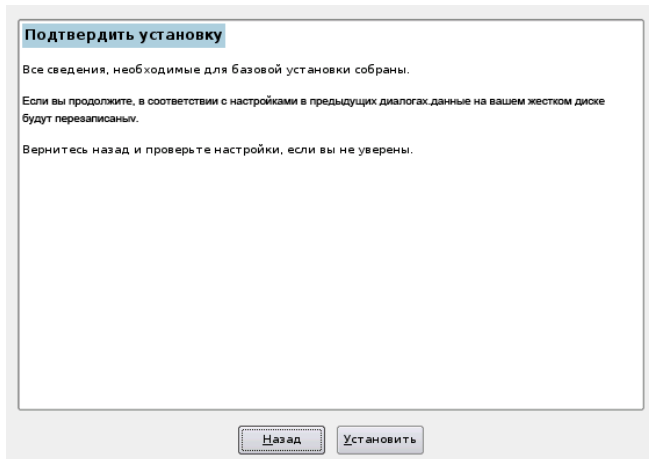 Подтвердить установку
Все сведения, необходимые для базовой установки собраны.
Если вы продолжите, в соответствии с настройками в предыдущих диалогах.данные на вашем жестком диске
будут перезаписаныv.
Вернитесь назад и проверьте настройки, если вы не уверены.
Назад
Установить